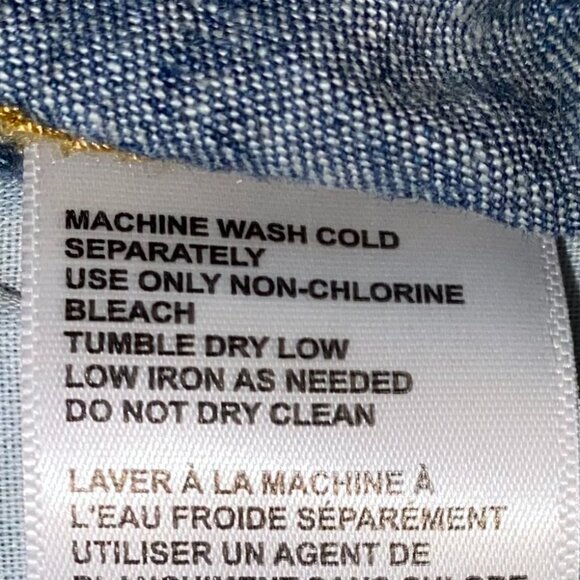 MACHINE WASH COLD
SEPARATELY
USE ONLY NON-CHLORINE
BLEACH
TUMBLE DRY LOW
LOW IRON AS NEEDED
DO NOT DRY CLEAN
LAVER À LA MACHINE À
L'EAU FROIDE SÉPARÉMENT
UTILISER UN AGENT DE